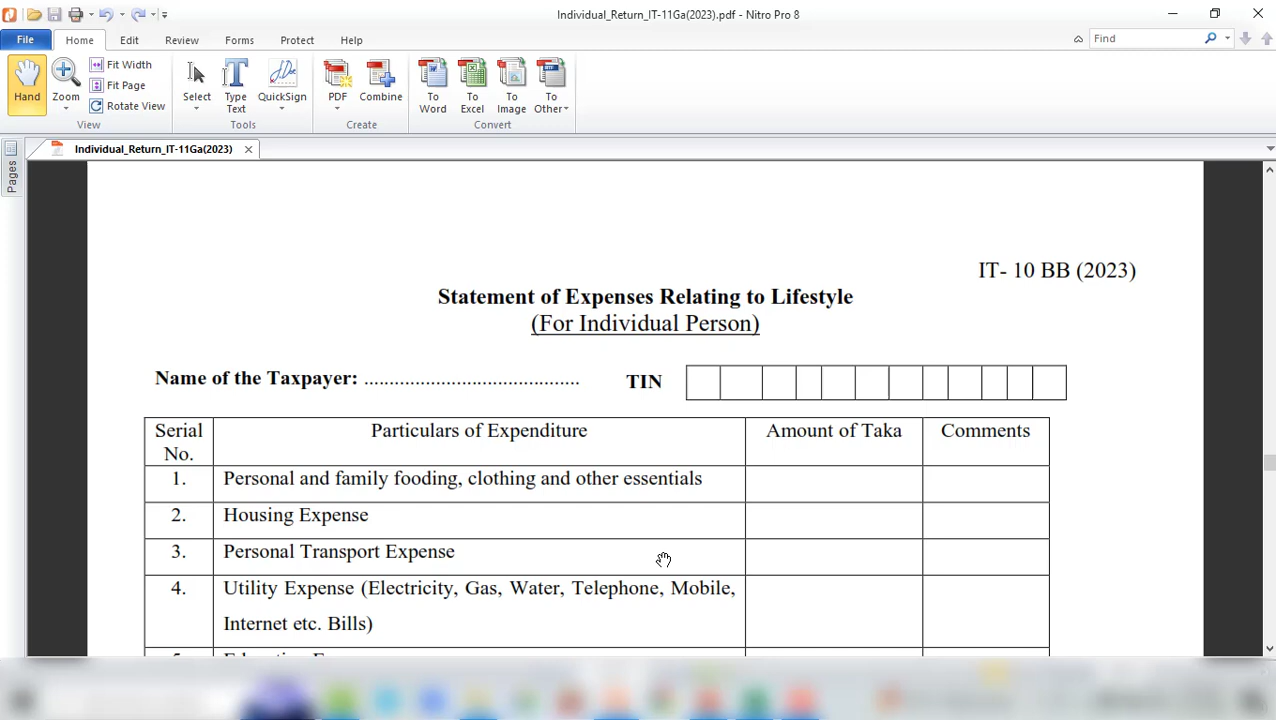 Individual_Return_IT-11Ga(2023).pdf - Nitro Pro 8
File Home Edit Review Forms Protect Help
Find
Hand
Zoom
Fit Width
Fit Page
Rotate View
View
Select
Type Text
QuickSign
Tools
PDF
Combine
Create
To Word
To Excel
To Image
To Other
Convert
Individual_Return_IT-11Ga(2023)
Pages
IT- 10 BB (2023)
Statement of Expenses Relating to Lifestyle
(For Individual Person)
Name of the Taxpayer: .......................................... TIN
Serial No. Particulars of Expenditure Amount of Taka Comments
1. Personal and family fooding, clothing and other essentials
2. Housing Expense
3. Personal Transport Expense
4. Utility Expense (Electricity, Gas, Water, Telephone, Mobile,
Internet etc. Bills)